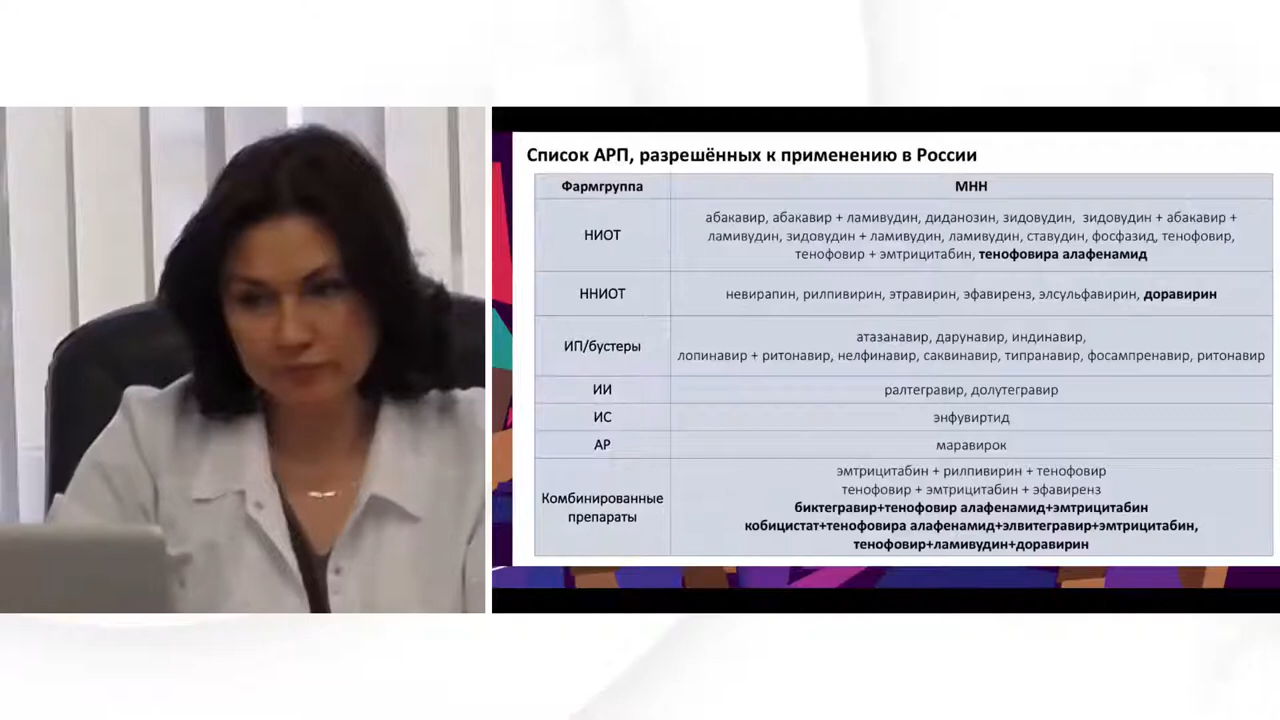 Список АРП, разрешённых к применению в России
Фармгруппа
МНН
НИОТ
абакавир, абакавир + ламивудин, диданозин, зидовудин, зидовудин + абакавир +
ламивудин, зидовудин + ламивудин, ламивудин, ставудин, фосфазид, тенофовир,
тенофовир + эмтрицитабин, тенофовира алафенамид
ННИОТ
невирапин, рилпивирин, этравирин, эфавиренз, элсульфавирин, доравирин
ИП/бустеры
атазанавир, дарунавир, индинавир,
лопинавир + ритонавир, нелфинавир, саквинавир, типранавир, фосампренавир, ритонавир
ИИ
ралтегравир, долутегравир
ИС
энфувиртид
АР
маравирок
Комбинированные
препараты
эмтрицитабин + рилпивирин + тенофовир
тенофовир + эмтрицитабин + эфавиренз
биктегравир+тенофовир алафенамид+эмтрицитабин
кобицистат+тенофовира алафенамид+элвитегравир+эмтрицитабин,
тенофовир+ламивудин+доравирин